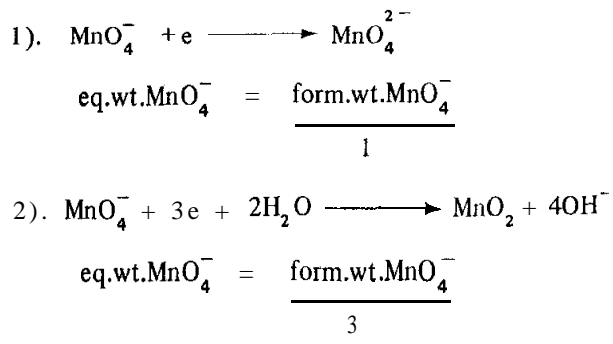 1). MnO₄⁻ + e ⟶ MnO₄²⁻
eq.wt.MnO₄⁻ = form.wt.MnO₄⁻
1
2). MnO₄⁻ + 3e + 2H₂O ⟶ MnO₂ + 4OH⁻
eq.wt.MnO₄⁻ = form.wt.MnO₄⁻
3